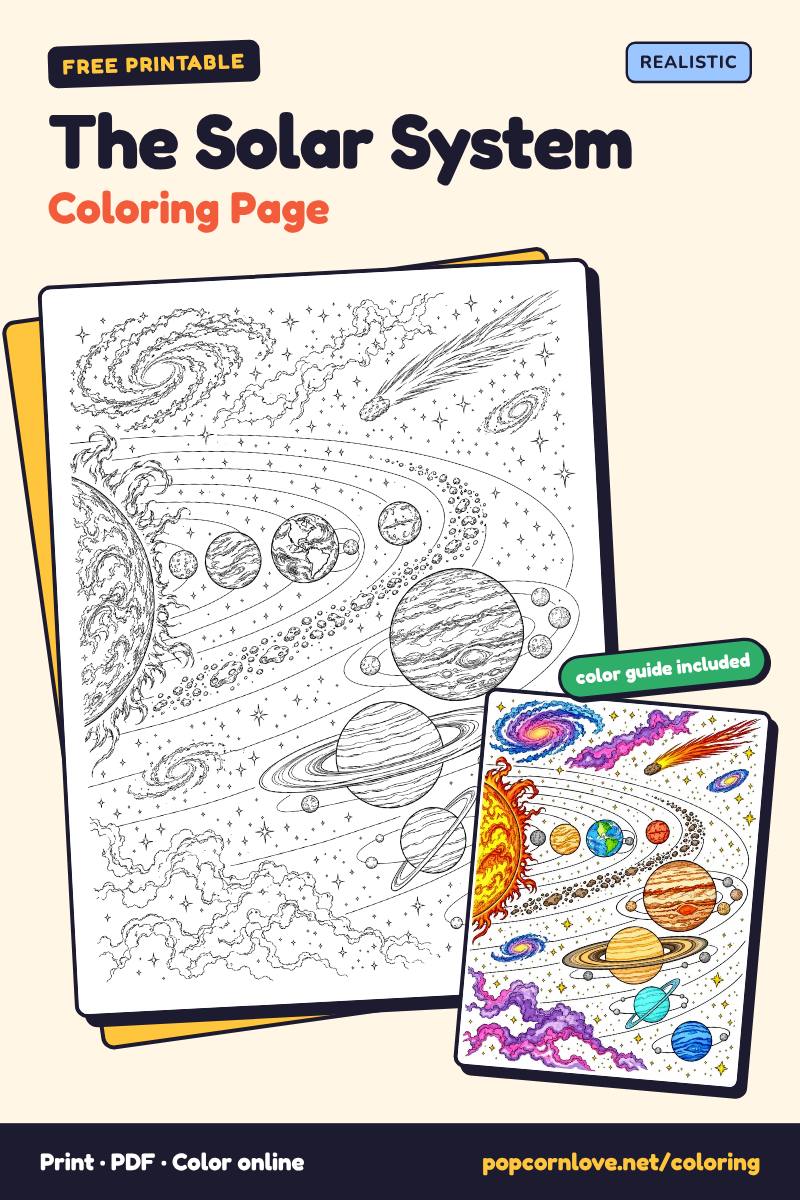 FREE PRINTABLE
REALISTIC
The Solar System
Coloring Page
color guide included
Print · PDF · Color online
popcornlove.net/coloring